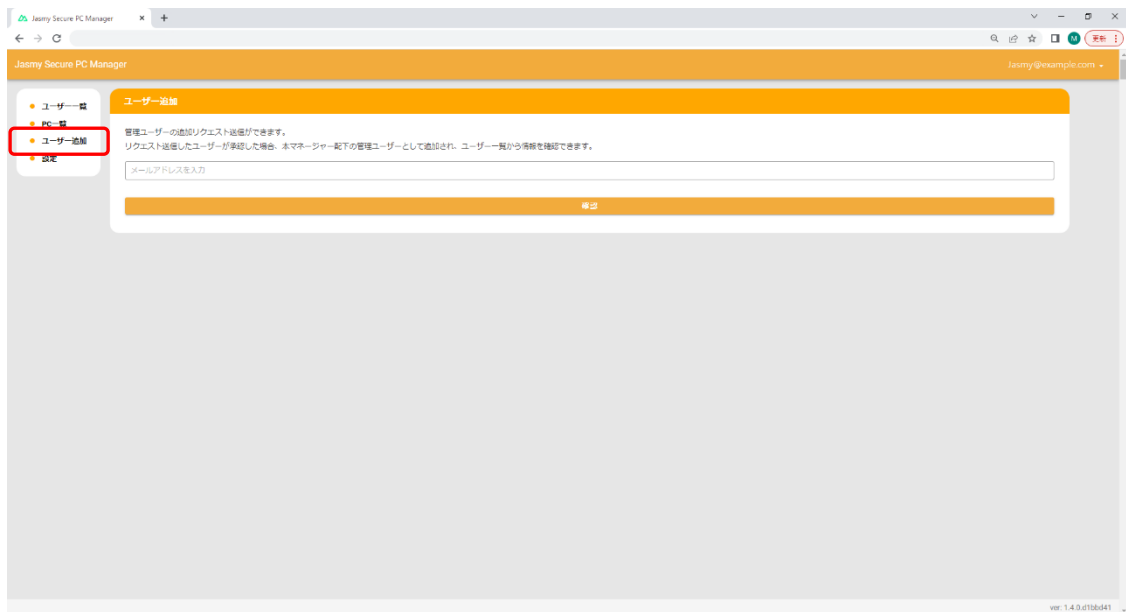 Jasmy Secure PC Manager
更新
Jasmy Secure PC Manager
Jasmy@example.com
ユーザー一覧
PC一覧
ユーザー追加
設定
ユーザー追加
管理ユーザーの追加リクエスト送信ができます。
リクエスト送信したユーザーが承認した場合、本マネージャー配下の管理ユーザーとして追加され、ユーザー一覧から情報を確認できます。
メールアドレスを入力
確認
ver: 1.4.0.d1bbd41